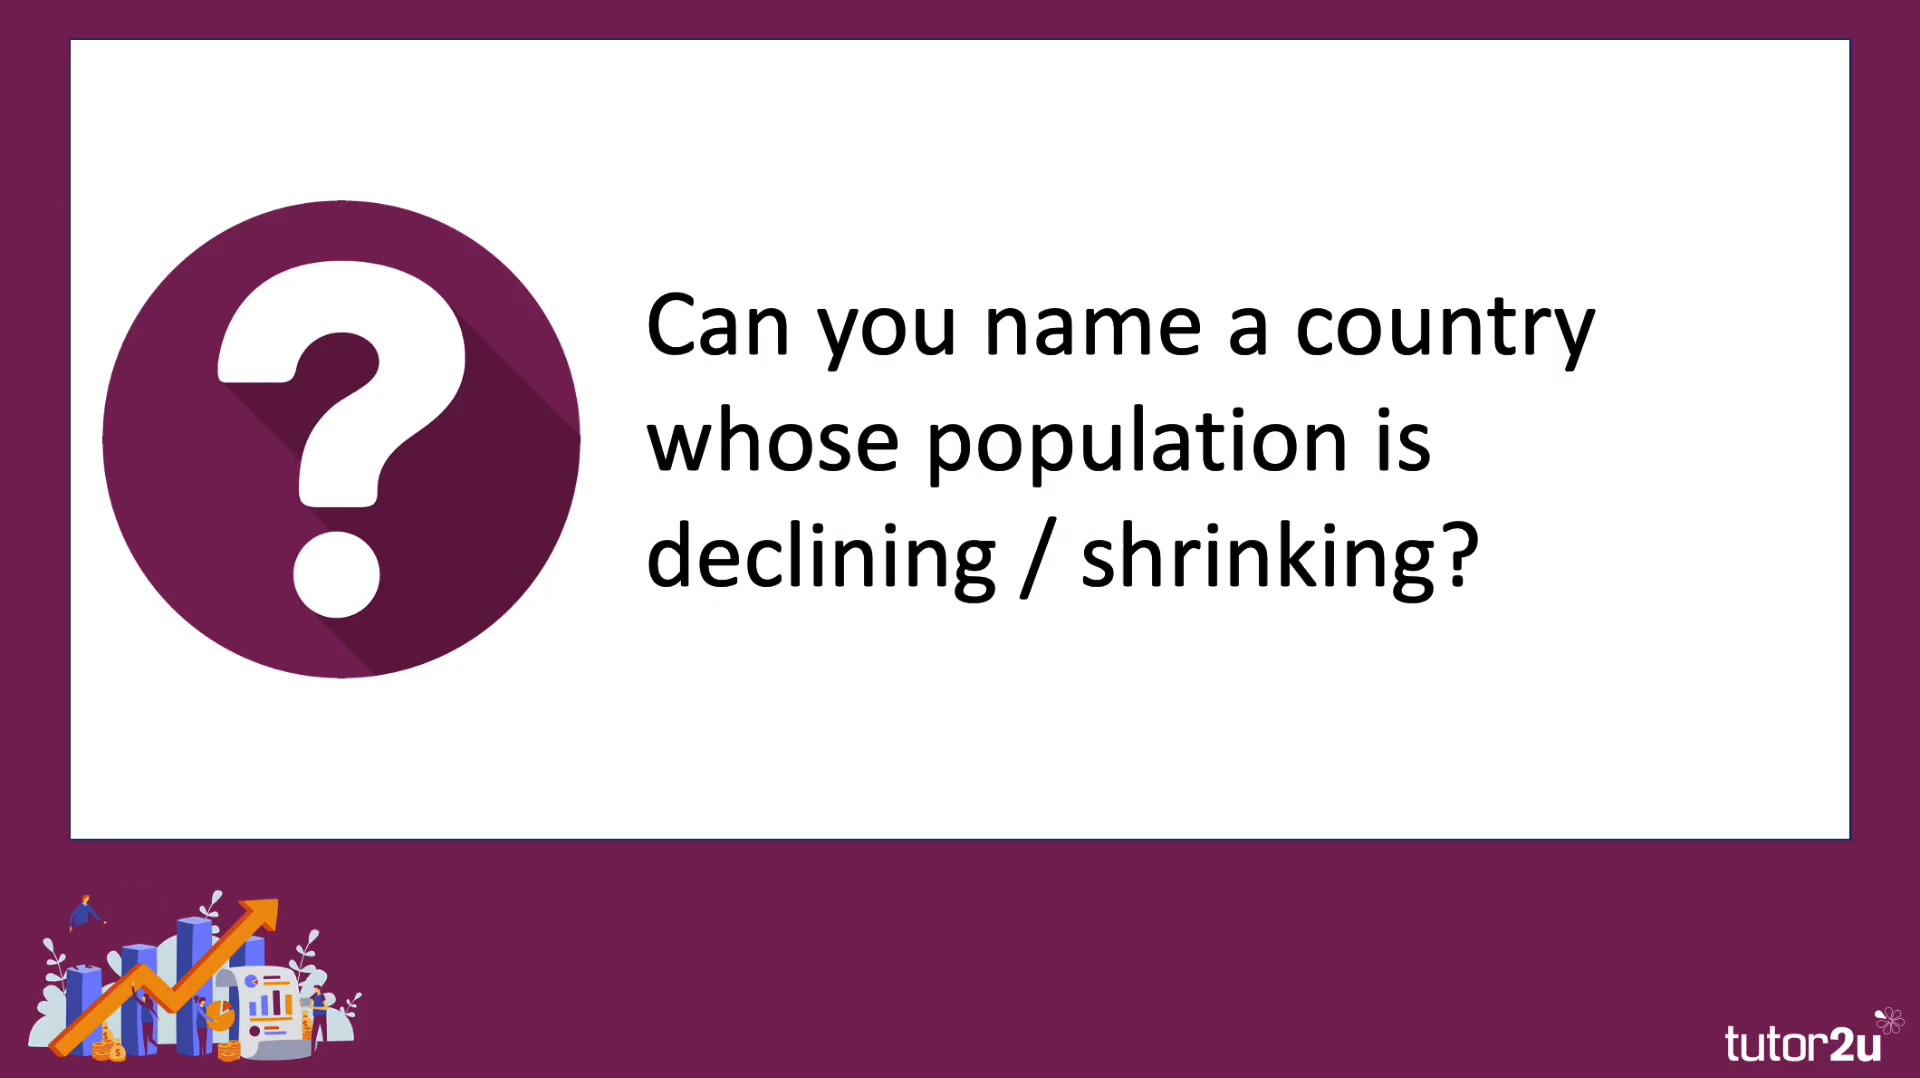 Can you name a country
whose population is
declining / shrinking?
tutor2u